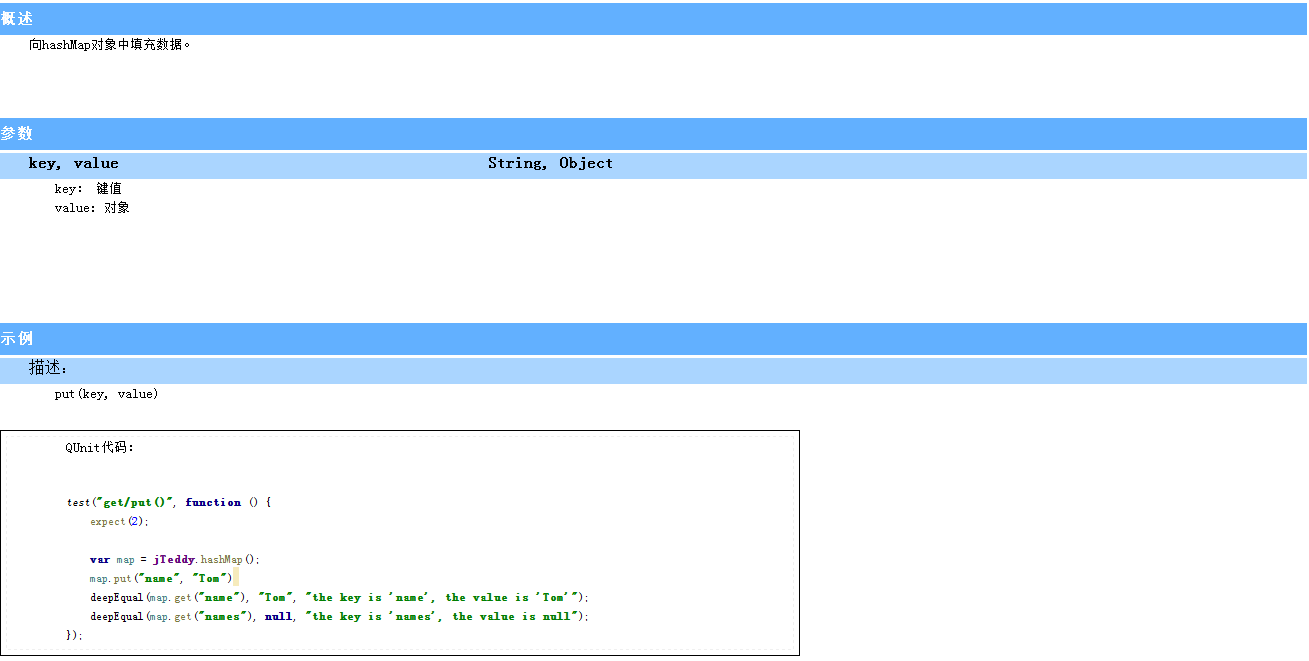 概述
向hashMap对象中填充数据。
参数
key, value String, Object
key: 键值
value: 对象
示例
描述:
put(key, value)
QUnit代码:
test("get/put()", function () {
expect(2);
var map = jTeddy.hashMap();
map.put("name", "Tom")
deepEqual(map.get("name"), "Tom", "the key is 'name', the value is 'Tom'");
deepEqual(map.get("names"), null, "the key is 'names', the value is null");
});